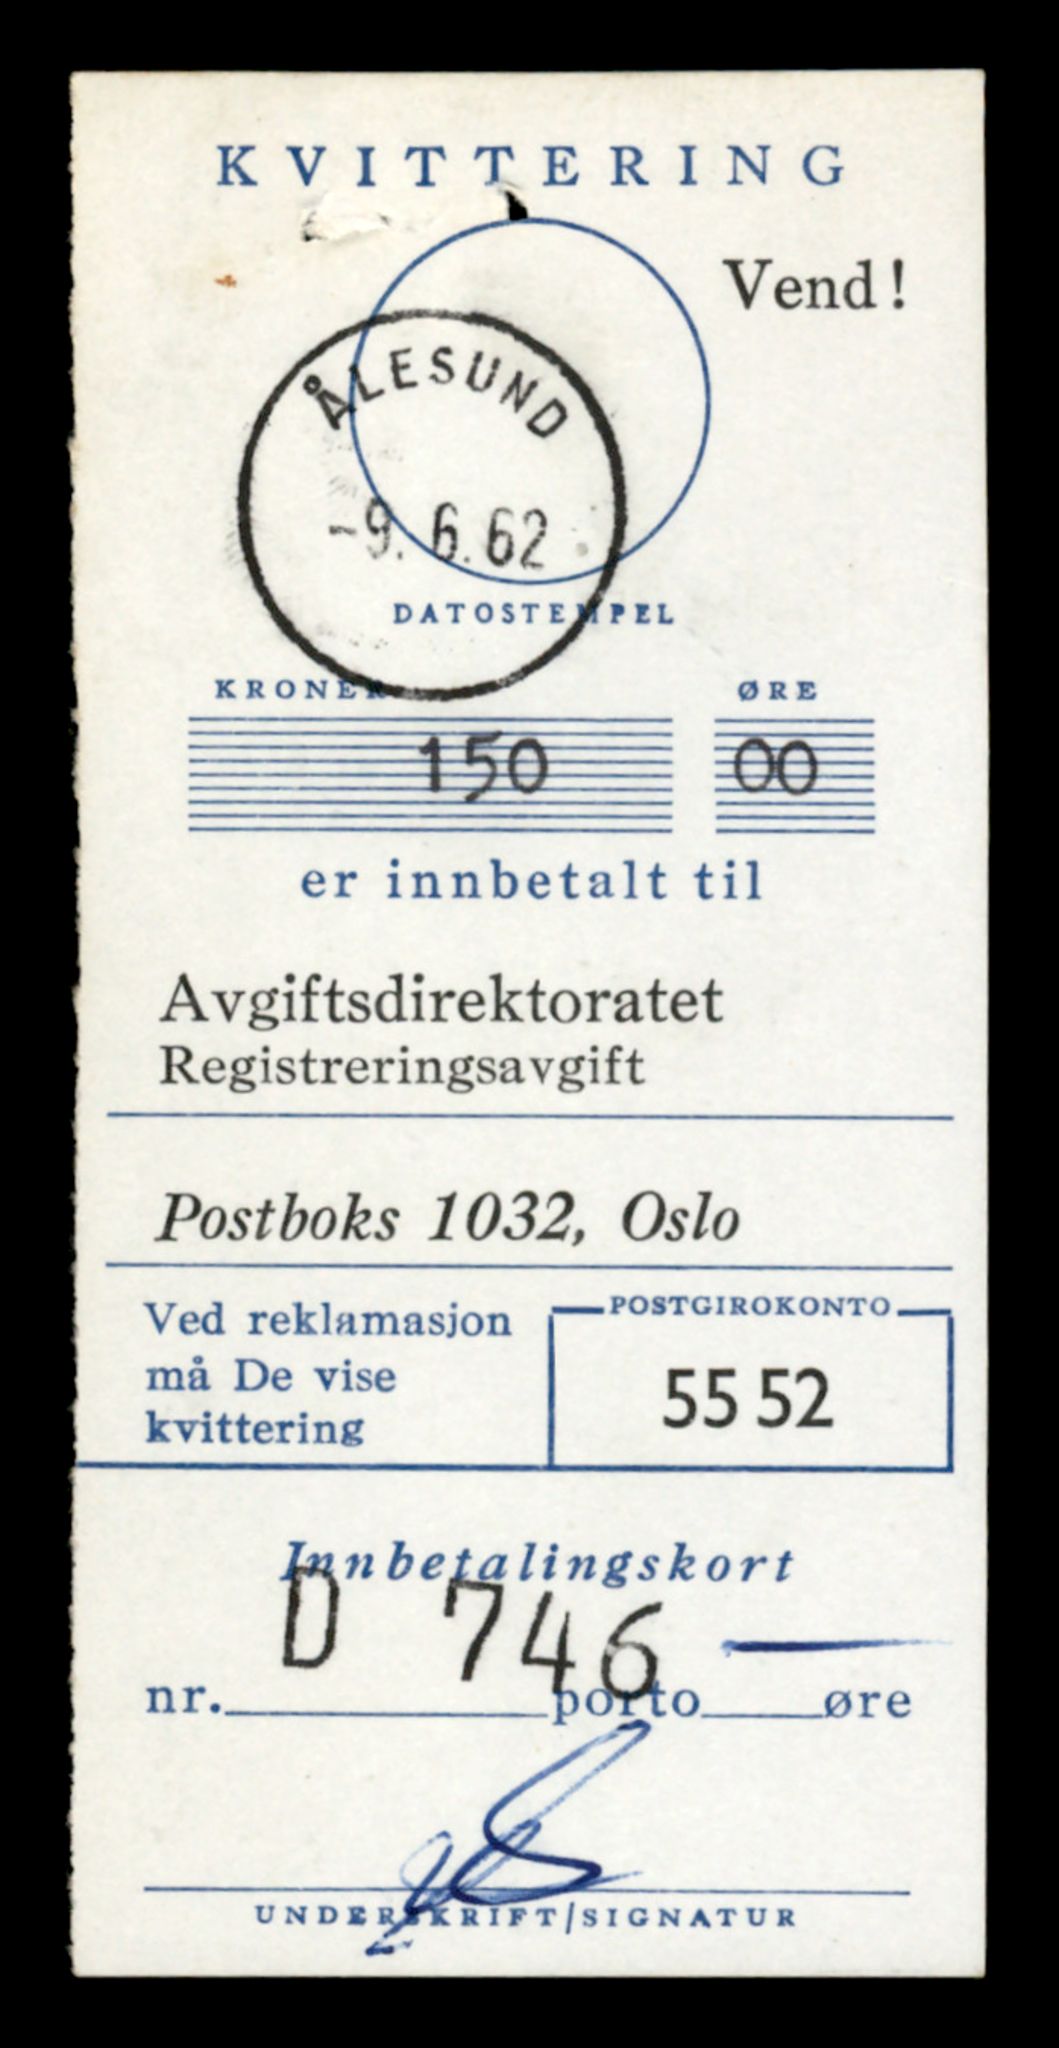 KVITTERING
Vend!
ÅLESUND
-9. 6. 62
DATOSTEMPEL
KRONER ØRE
150 00
er innbetalt til
Avgiftsdirektoratet
Registreringsavgift
Postboks 1032, Oslo
Ved reklamasjon
må De vise
kvittering
POSTGIROKONTO
55 52
Innbetalingskort
D 746
nr. porto øre
UNDERSKRIFT/SIGNATUR